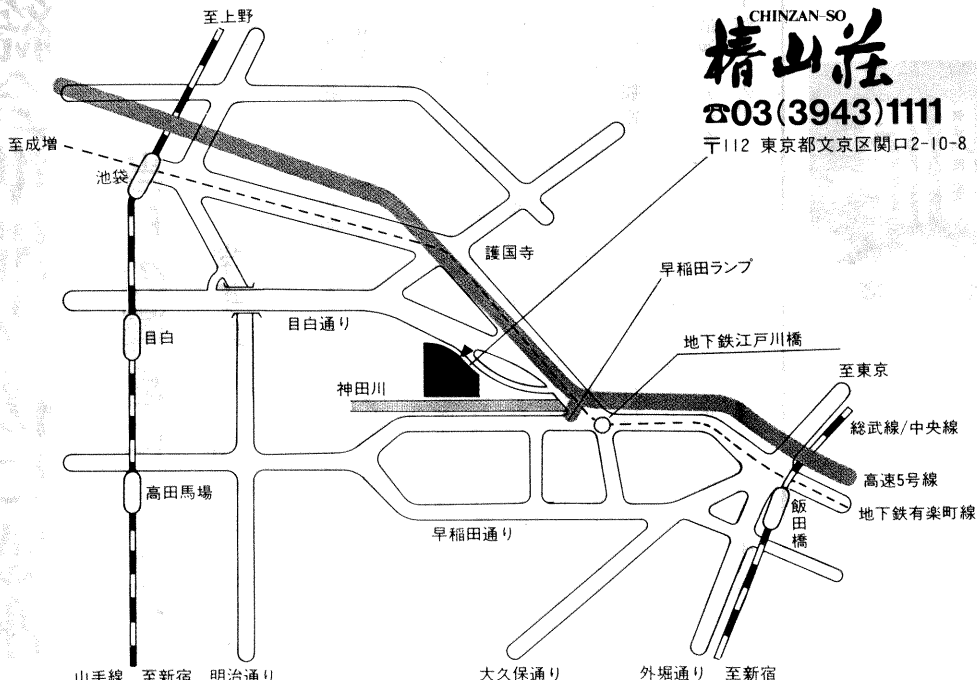 至上野
CHINZAN-SO
椿山荘
☎03(3943)1111
〒112 東京都文京区関口2-10-8
至成増
池袋
護国寺
早稲田ランプ
目白通り
目白
地下鉄江戸川橋
神田川
至東京
総武線/中央線
高速5号線
高田馬場
地下鉄有楽町線
飯田橋
早稲田通り
山手線 至新宿 明治通り
大久保通り
外堀通り 至新宿